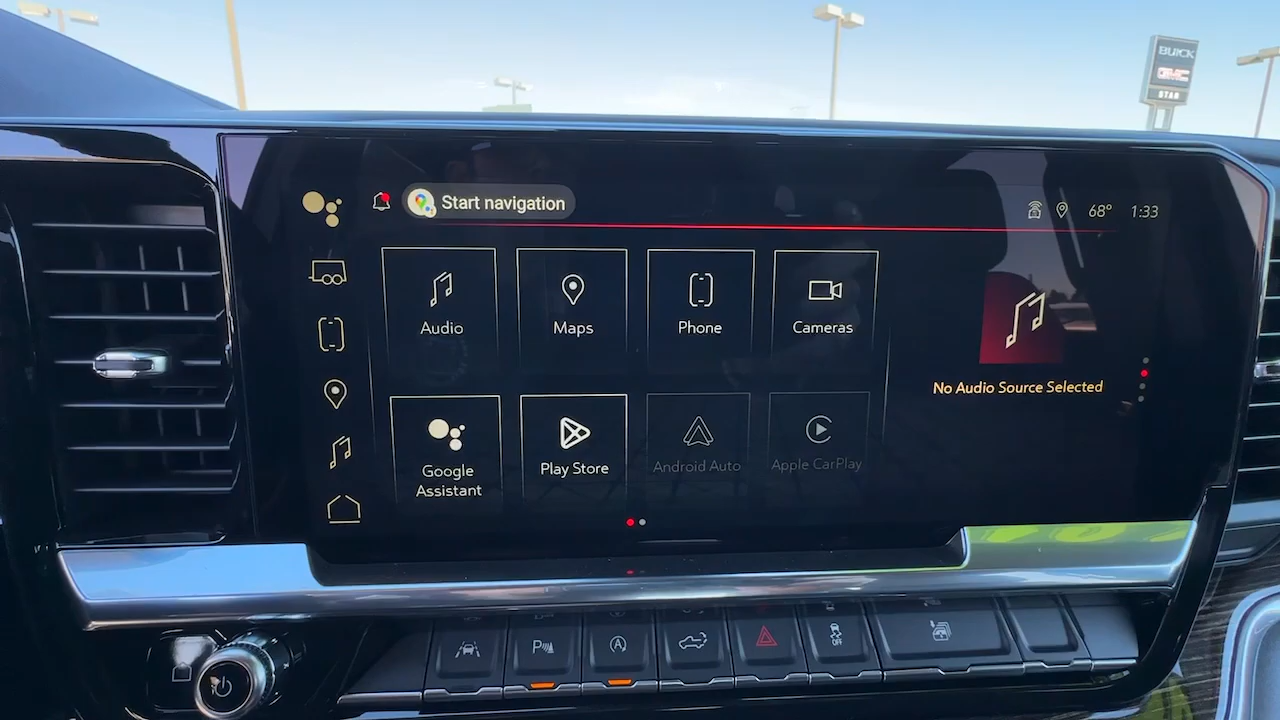 BUICK
GMC
STAR
Start navigation
68° 1:33
Audio
Maps
Phone
Cameras
No Audio Source Selected
Google
Assistant
Play Store
Android Auto
Apple CarPlay
P
A
OFF